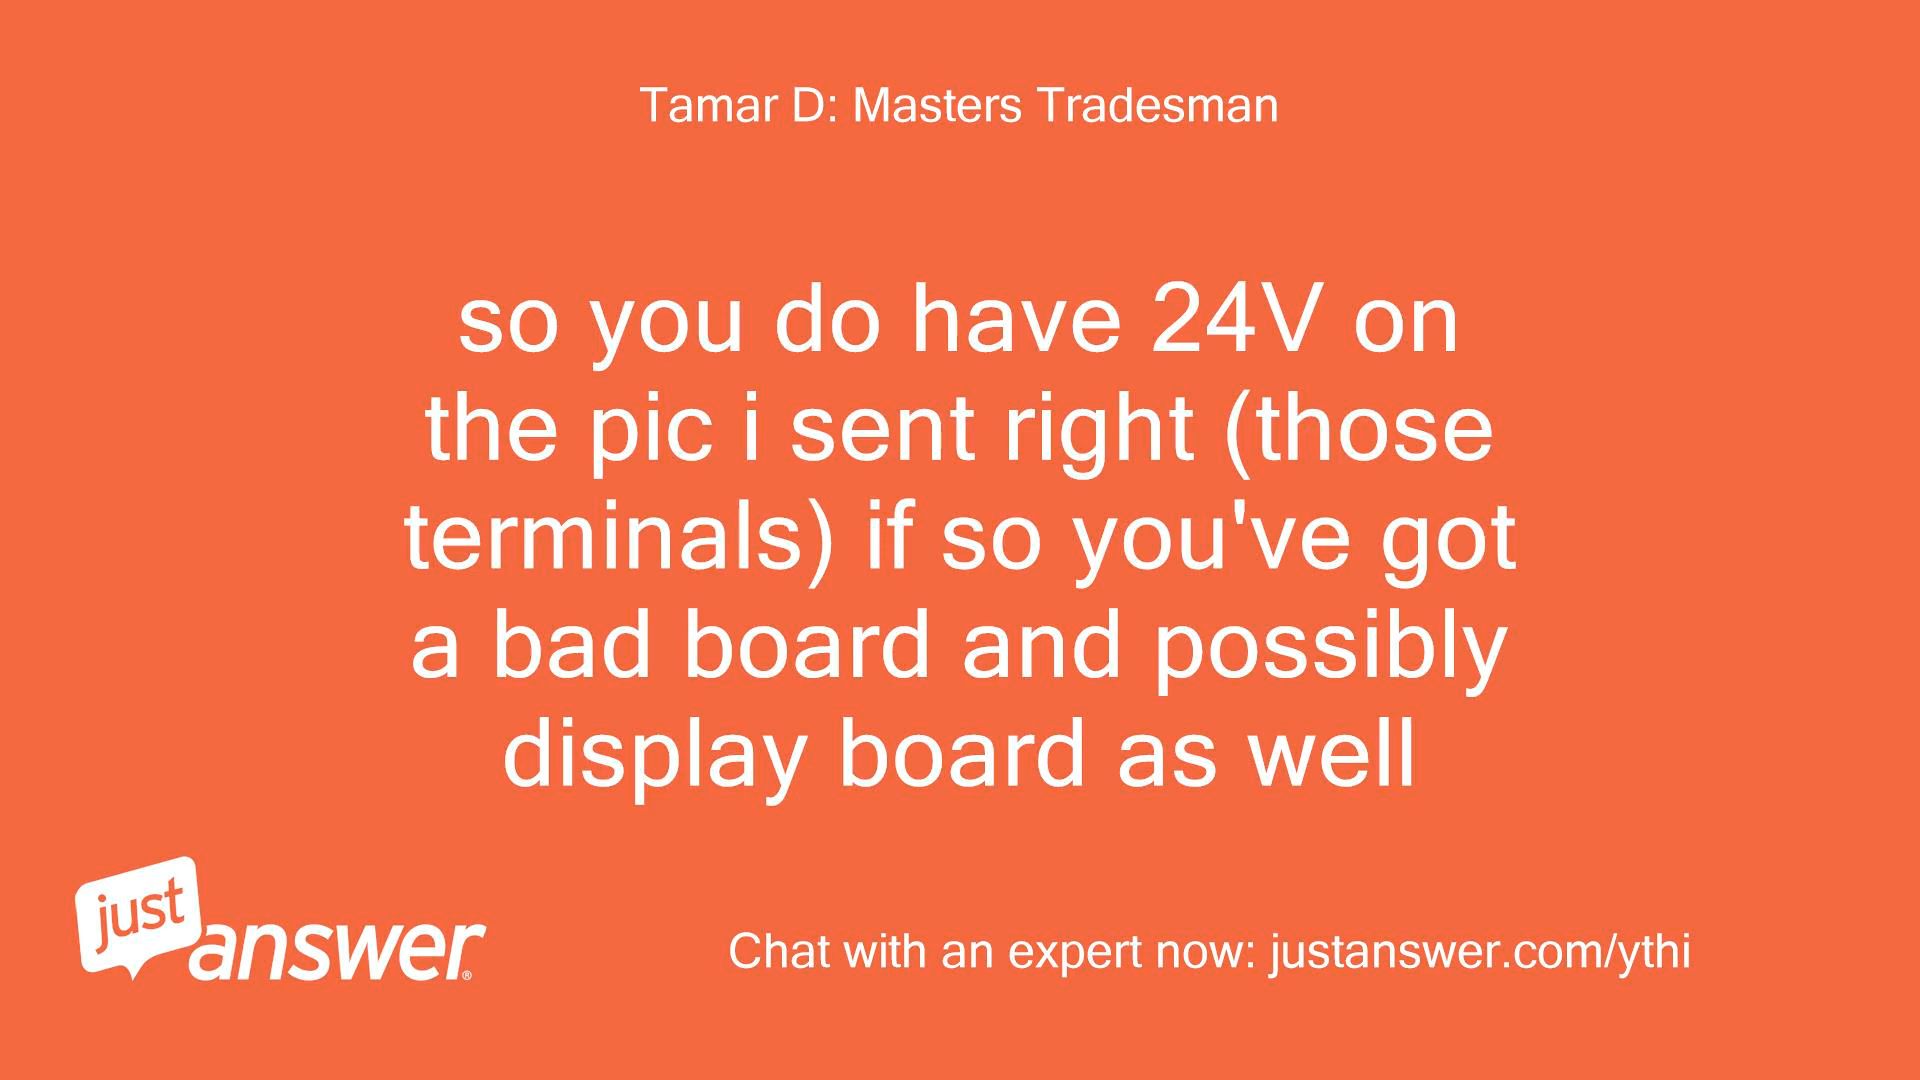 Tamar D: Masters Tradesman
so you do have 24V on
the pic i sent right (those
terminals) if so you've got
a bad board and possibly
display board as well
just
answer®
Chat with an expert now: justanswer.com/ythi